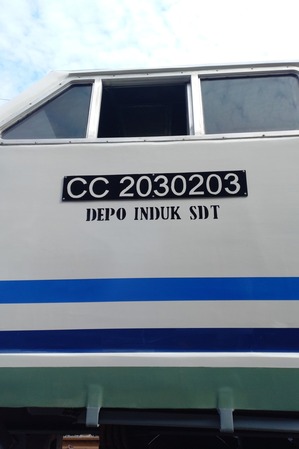 CC 2030203
DEPO INDUK SDT